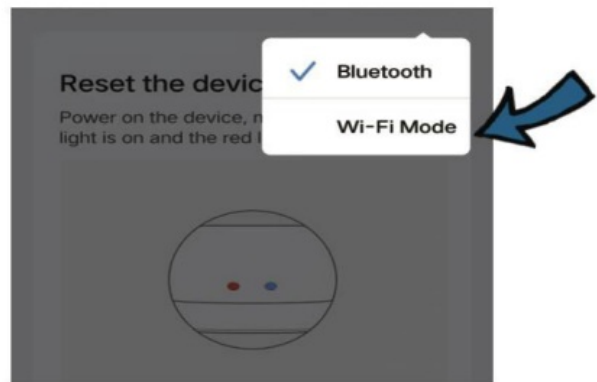 Reset the devic
Bluetooth
Power on the device,
Wi-Fi Mode
light is on and the red